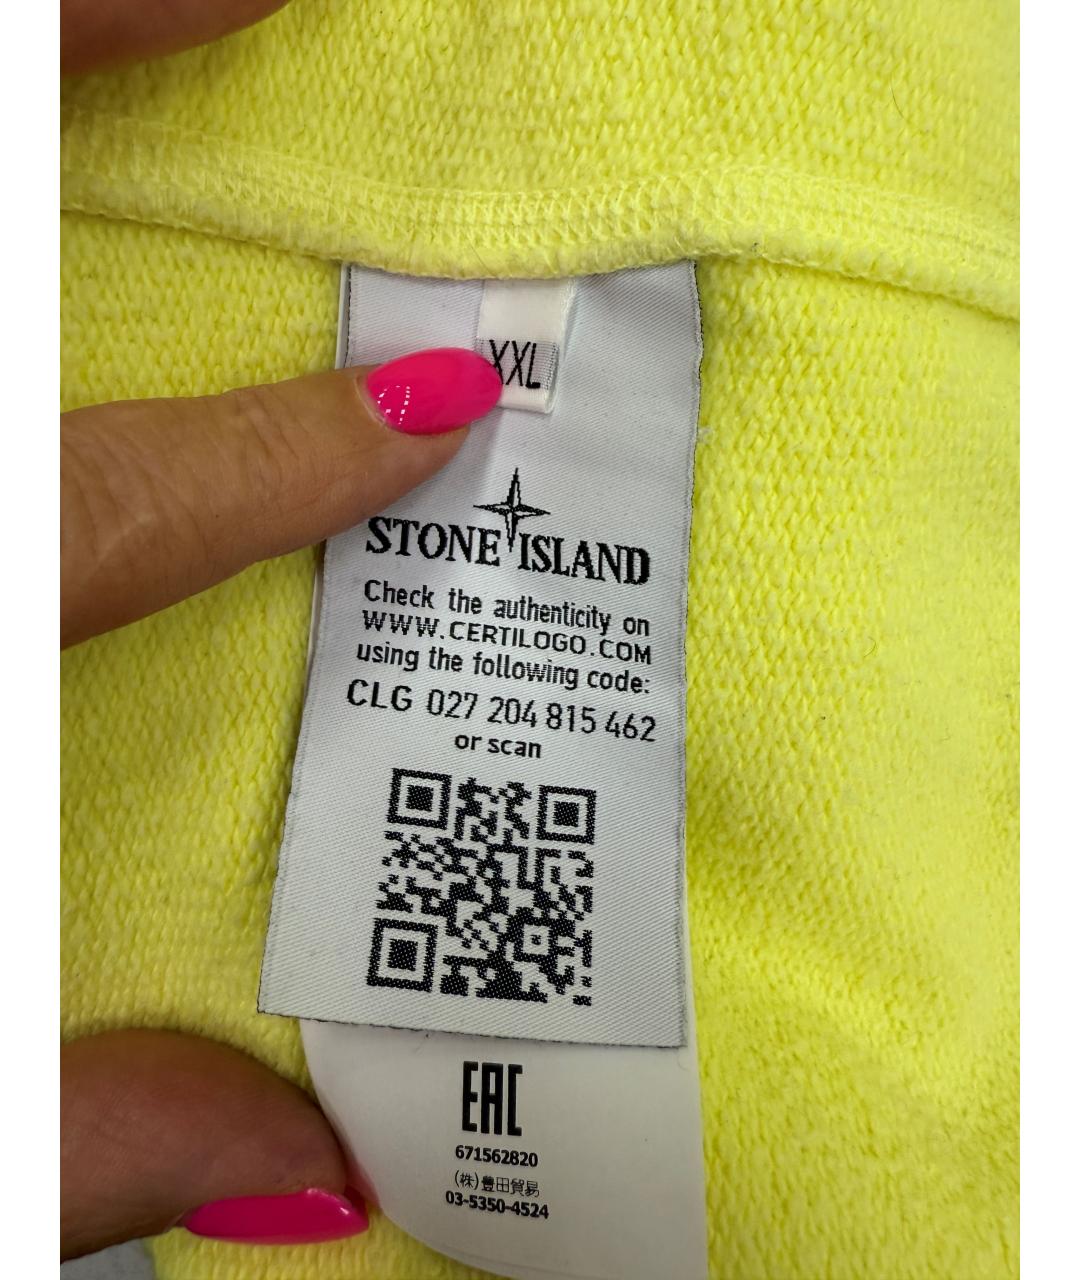 XXL
STONE ISLAND
Check the authenticity on
WWW.CERTILOGO.COM
using the following code:
CLG 027 204 815 462
or scan
EAC
671562820
(株)豊田貿易
03-5350-4524